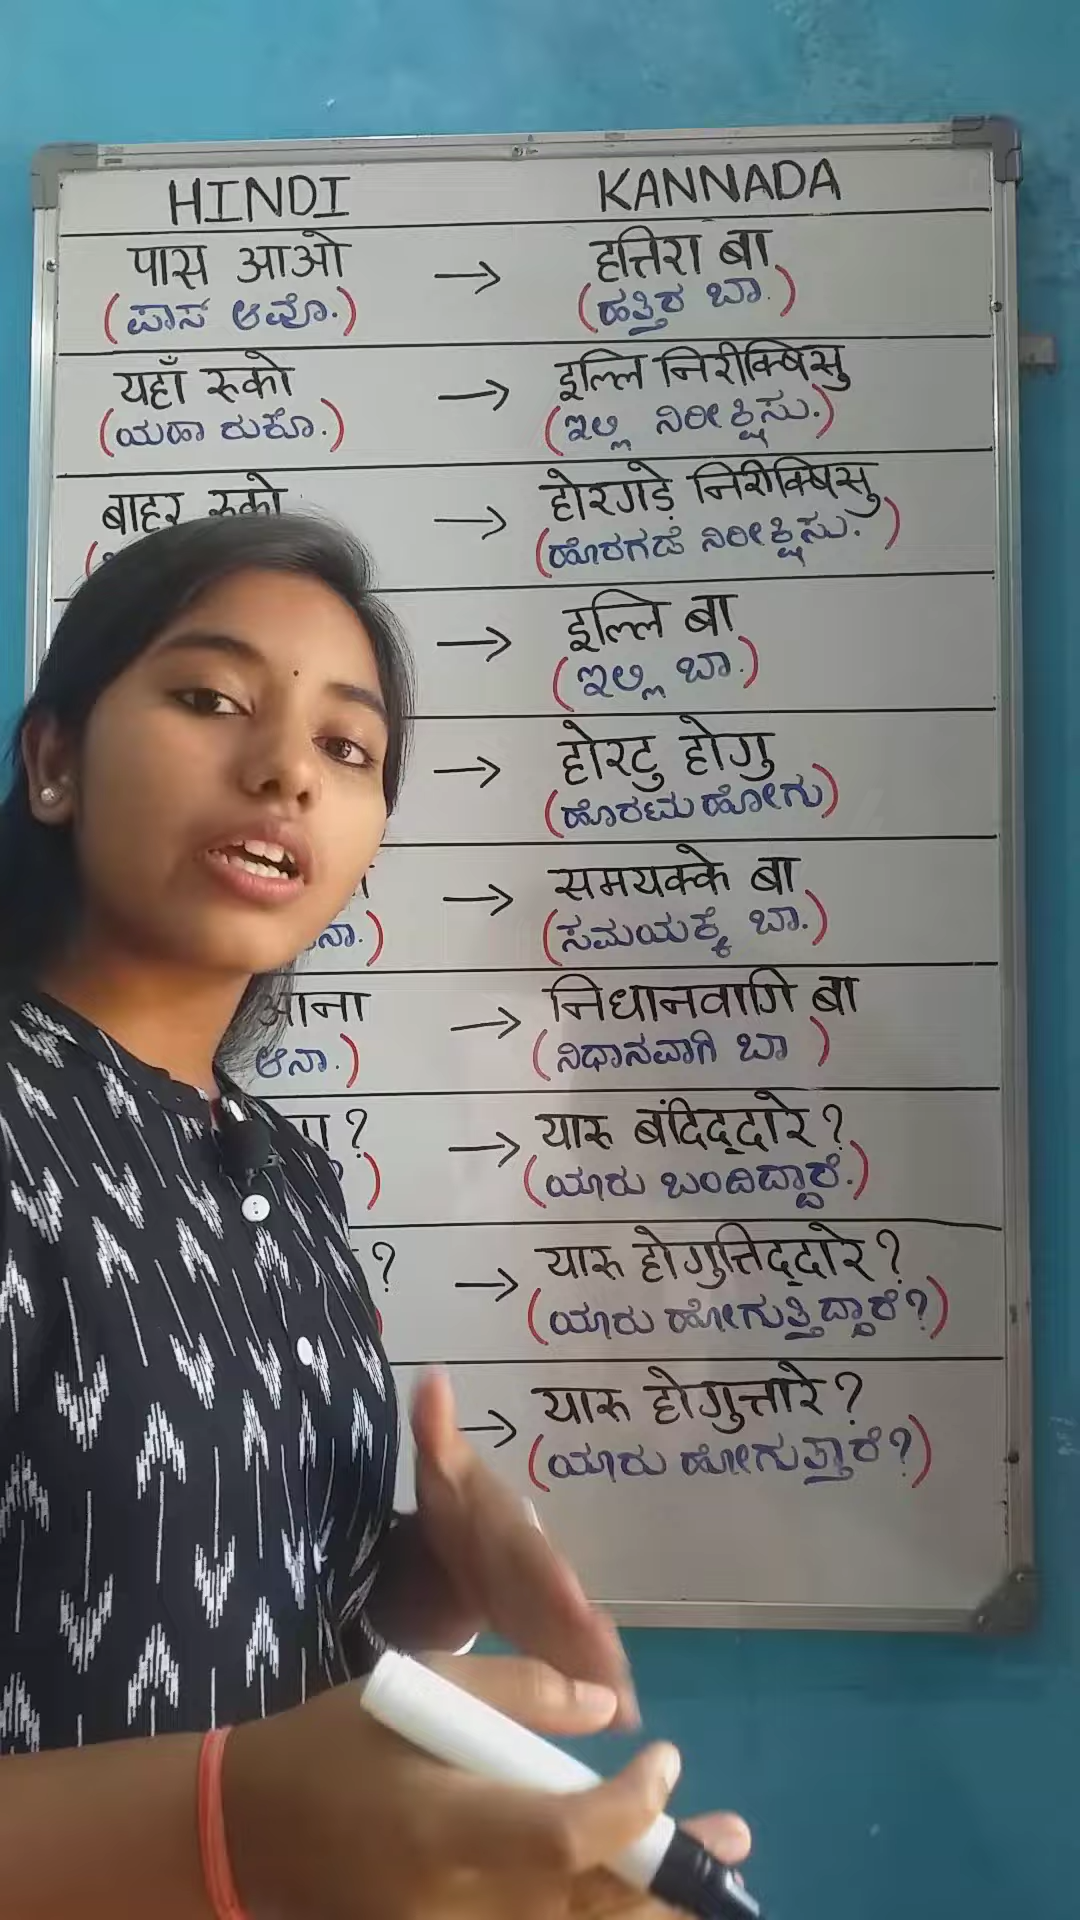 HINDI KANNADA
पास आओ → हत्तिरा बा
(ಪಾಸ ಆವೊ.) (ಹತ್ತಿರ ಬಾ.)
यहाँ रुको → इल्लि निरीक्षिसु
(ಯಹಾ ರುಕೊ.) (ಇಲ್ಲಿ ನಿರೀಕ್ಷಿಸು.)
बाहर रुको → होरगड़े निरीक्षिसु
(ಹೊರಗಡೆ ನಿರೀಕ್ಷಿಸು.)
→ इल्लि बा
(ಇಲ್ಲಿ ಬಾ.)
→ होरटु होगु
(ಹೊರಟು ಹೋಗು)
→ समयक्के बा
(ಸಮಯಕ್ಕೆ ಬಾ.)
आना → निधानवागि बा
ಆನಾ.) (ನಿಧಾನವಾಗಿ ಬಾ)
? → यारु बंदिद्दारे?
(ಯಾರು ಬಂದಿದ್ದಾರೆ.)
? → यारु होगुत्तिद्दारे?
(ಯಾರು ಹೋಗುತ್ತಿದ್ದಾರೆ?)
→ यारु होगुत्तारे?
(ಯಾರು ಹೋಗುತ್ತಾರೆ?)